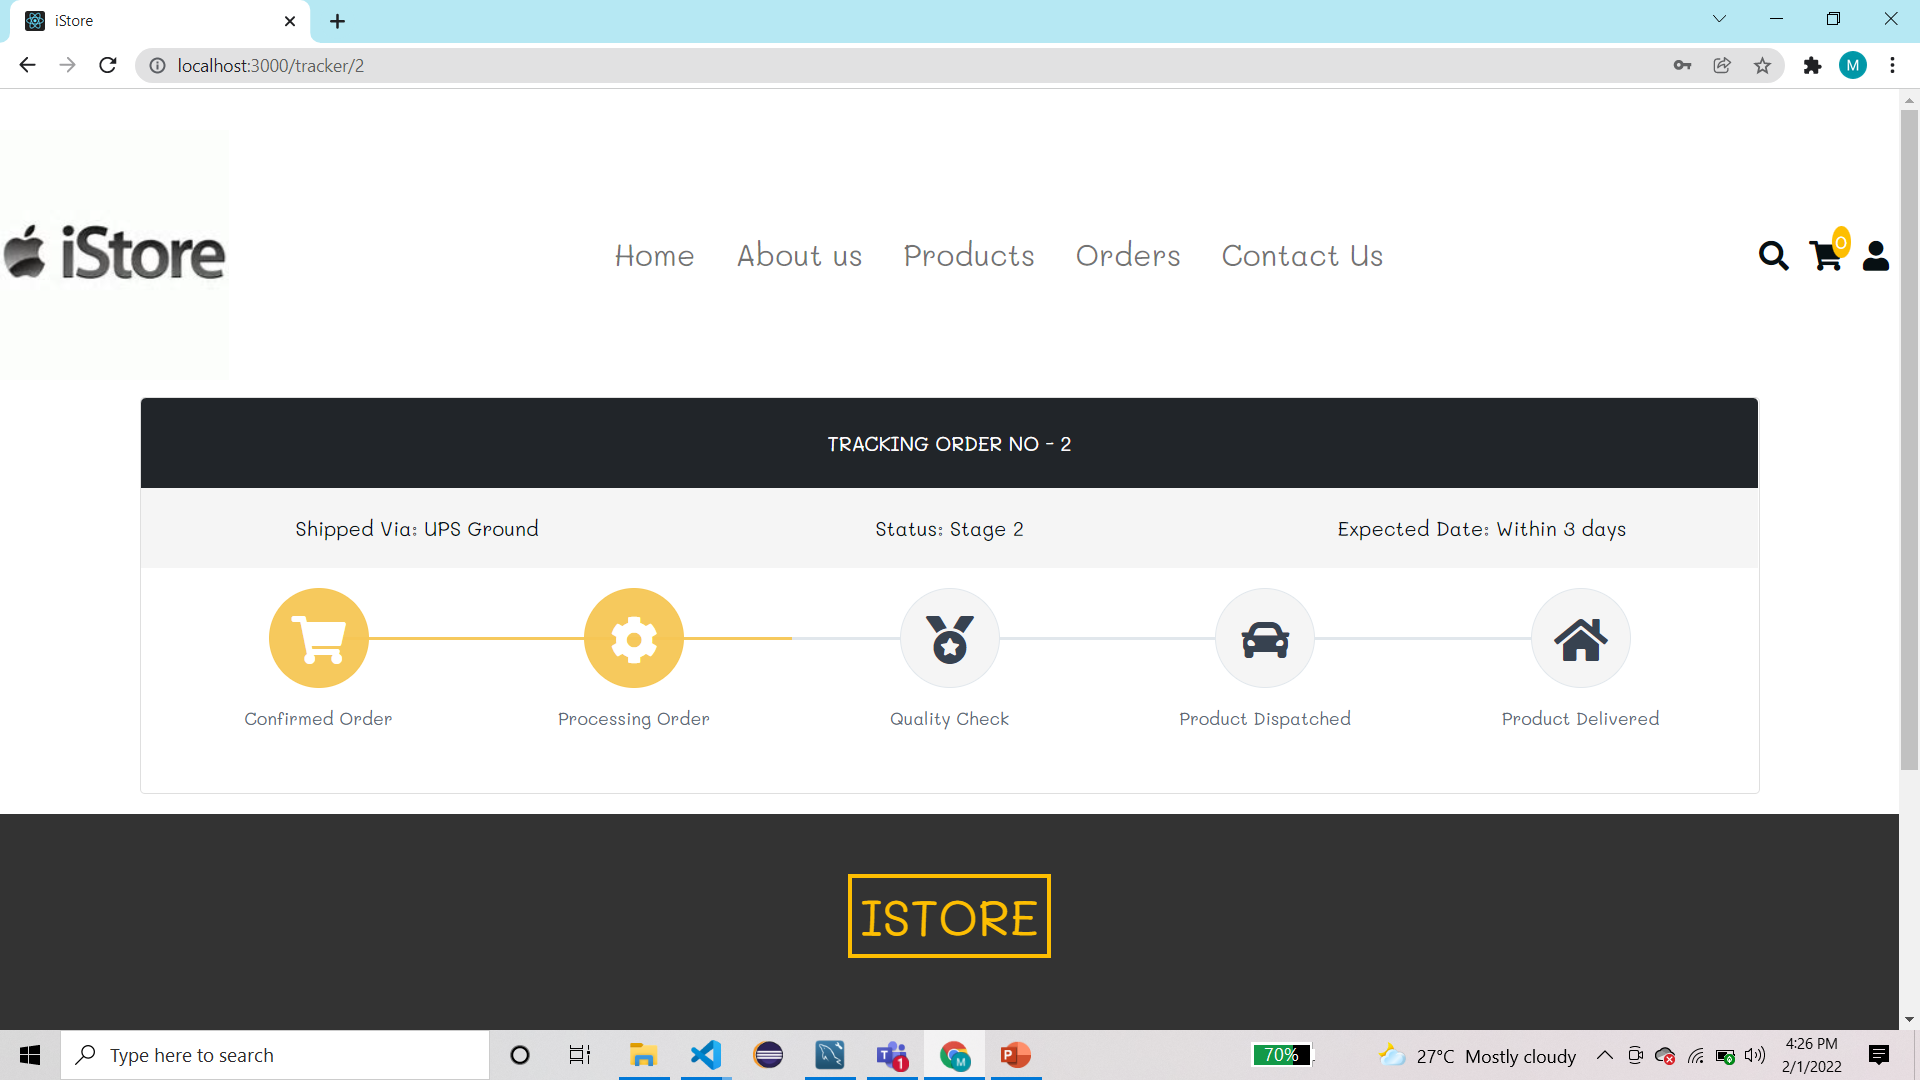 iStore
localhost:3000/tracker/2
M
iStore
Home About us Products Orders Contact Us
0
TRACKING ORDER NO - 2
Shipped Via: UPS Ground Status: Stage 2 Expected Date: Within 3 days
Confirmed Order Processing Order Quality Check Product Dispatched Product Delivered
ISTORE
Type here to search
T
1
M
P
70%
27°C Mostly cloudy
4:26 PM
2/1/2022